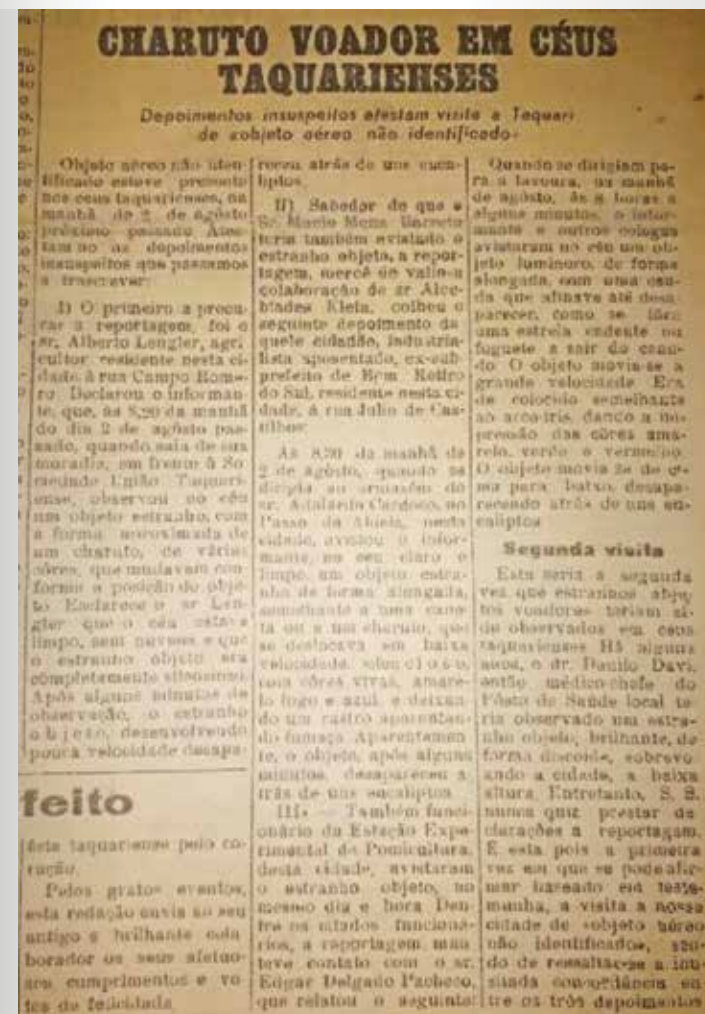 CHARUTO VOADOR EM CÉUS
TAQUARIENSES
Depoimentos insuspeitos atestam visita a Taquari
de «objeto aéreo não identificado»
Objeto aéreo não iden-
tificado esteve presente
nos ceus taquarienses, na
manhã de 2 de agôsto
próximo passado Ates-
tam-no os depoimentos
insuspeitos que passamos
a trascrever:
I) O primeiro a procu-
rar a reportagem, foi o
sr. Alberto Lengler, agri
cultor residente nesta ci-
dade à rua Campo Rome-
ro Declarou o informan-
te, que, às 8,20 da manhã
do dia 2 de agôsto pas-
sado, quando saia de sua
moradia, em frente à So-
ciedade União Taquari-
ense, observou no céu
um objeto estranho, com
a forma aproximada de
um charuto, de várias
côres, que mudavam con-
forme a posição do obje-
to Esclarece o sr Len-
gler que o céu estava
limpo, sem nuvens e que
o estranho objeto era
completamente silencioso.
Após alguns minutos de
observação, o estranho
objeto, desenvolvendo
pouca velocidade desapa-
receu atrás de uns euca-
liptos.
II) Sabedor de que o
Sr. Mario Mena Barreto
teria também avistado o
estranho objeto, a repor-
tagem, mercê de valiosa
colaboração de sr Alce-
biades Klein, colheu o
seguinte depoimento da
quele cidadão, industria-
lista aposentado, ex-sub-
prefeito de Bom Retiro
do Sul, residente nesta ci-
dade, à rua Julio de Cas-
tilhos:
Às 8,20 da manhã de
2 de agôsto, quando se
dirigia ao armazém do
sr. Adalardo Cardoso, no
Passo da Aldeia, nesta
cidade, avistou o infor-
mante, no seu claro e
limpo, um objeto estra-
nho de forma alongada,
semelhante a uma cane-
ta ou a um charuto, que
se deslocava em baixa
velocidade, silencioso,
com côres vivas, amare-
lo fogo e azul, e deixan-
do um rastro aparentan-
do fumaça Aparentemen-
te, o objeto, após alguns
minutos, desapareceu a
trás de uns eucaliptos
III» — Também funci-
onário da Estação Expe-
rimental de Pomicultura,
desta cidade, avistaram
o estranho objeto, no
mesmo dia e hora Den-
tre os citados funcioná-
rios, a reportagem man
teve contato com o sr.
Edgar Delgado Pacheco,
que relatou o seguinte:
Quando se dirigiam pa-
ra a lavoura, na manhã
de agôsto, às 8 horas e
alguns minutos, o infor-
mante e outros colegas
avistaram no céu um ob-
jeto luminoso, de forma
alongada, com uma cau-
da que afinava até desa-
parecer, como se fôra
uma estrela cadente ou
foguete a sair do canu-
do O objeto movia-se a
grande velocidade Era
de colorido semelhante
ao arco-íris, dando a im-
pressão das côres ama-
relo, verde e vermelho.
O objeto movia se de ci-
ma para baixo, desapa-
recendo atrás de uns eu-
caliptos
Segunda visita
Esta seria a segunda
vez que estranhos obje-
tos voadores teriam si-
do observados em ceus
taquarienses Há alguns
anos, o dr. Danilo Davi,
então médico-chefe do
Pôsto de Saúde local te-
ria observado um estra-
nho objeto, brilhante, de
forma discoide, sobrevo-
ando a cidade, a baixa
altura. Entretanto, S. S.
nunca quiz prestar de
clarações a reportagem.
E esta pois a primeira
vez em que se pode afir-
mar baseado em teste-
munha, a visita a nossa
cidade de «objeto aéreo
não identificado», sen-
do de ressaltar-se a inu-
sitada concordância en-
tre os três depoimentos
feito
taquariense pelo co-
ração.
Pelos gratos eventos,
esta redação envia ao seu
antigo e brilhante cola
borador os seus afetuo-
sos cumprimentos e vo-
tos de felicidada